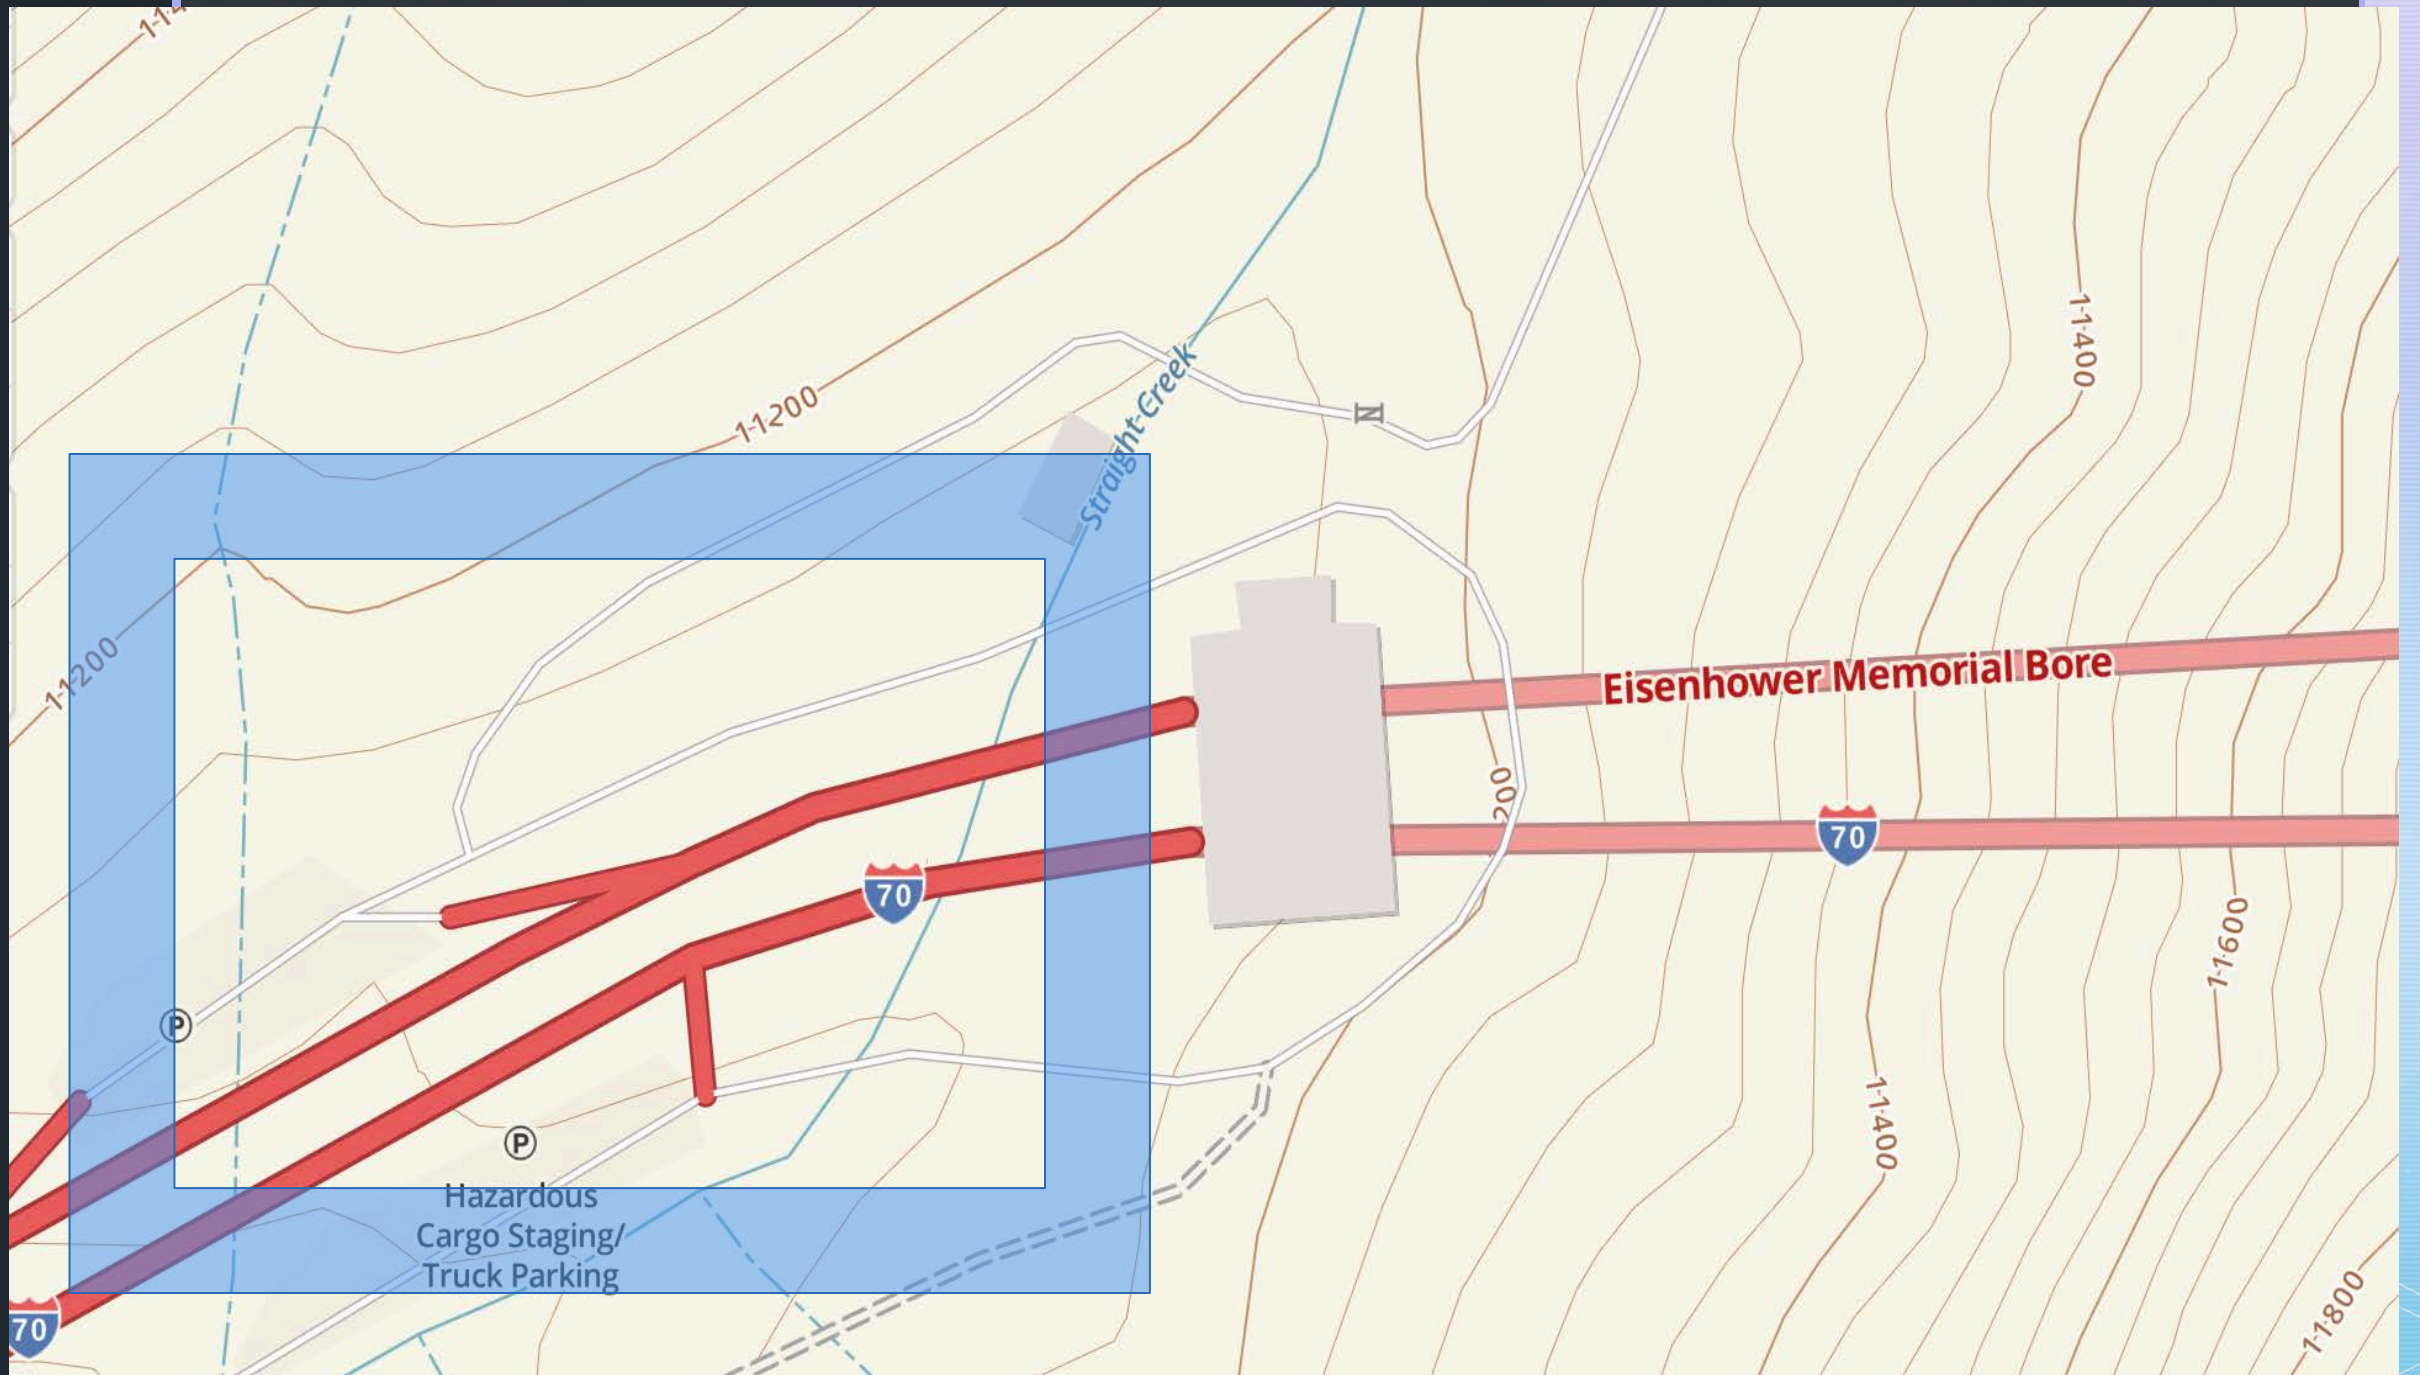 11400
11200
Straight Creek
11200
Eisenhower Memorial Bore
200
70
70
P
11600
P
Hazardous
Cargo Staging/
Truck Parking
11400
70
11800